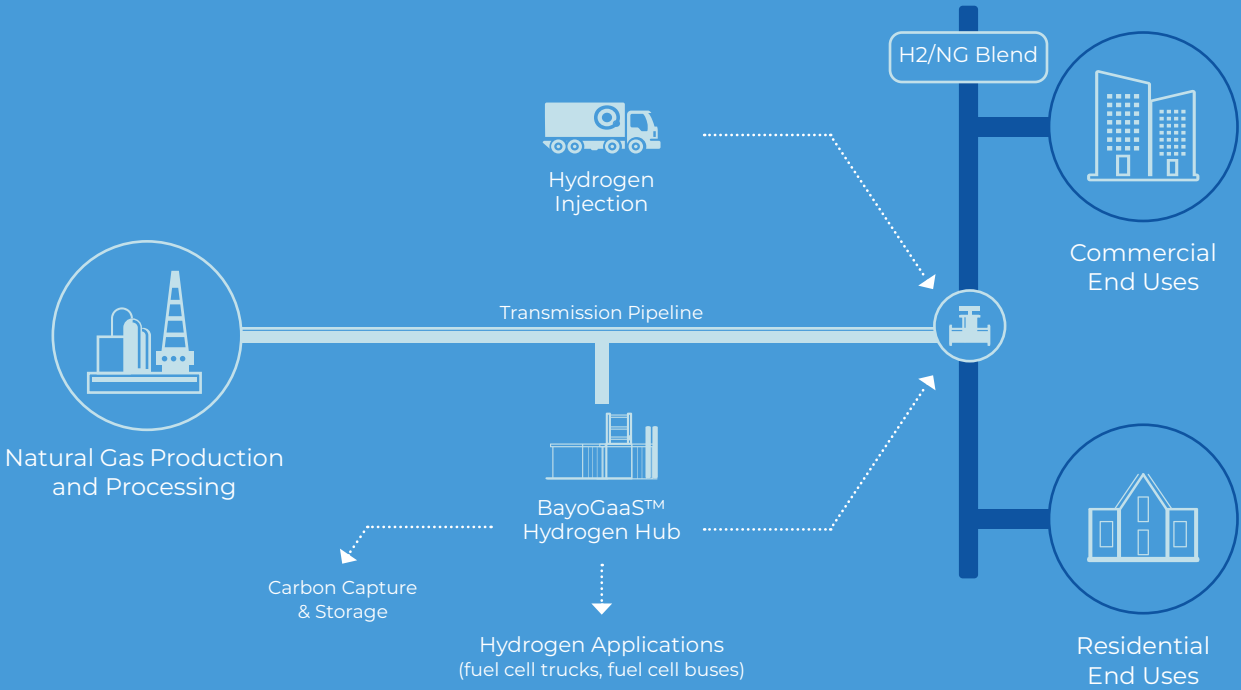 H2/NG Blend
Hydrogen
Injection
Commercial
End Uses
Transmission Pipeline
Natural Gas Production
and Processing
BayoGaaS™
Hydrogen Hub
Carbon Capture
& Storage
Hydrogen Applications
(fuel cell trucks, fuel cell buses)
Residential
End Uses